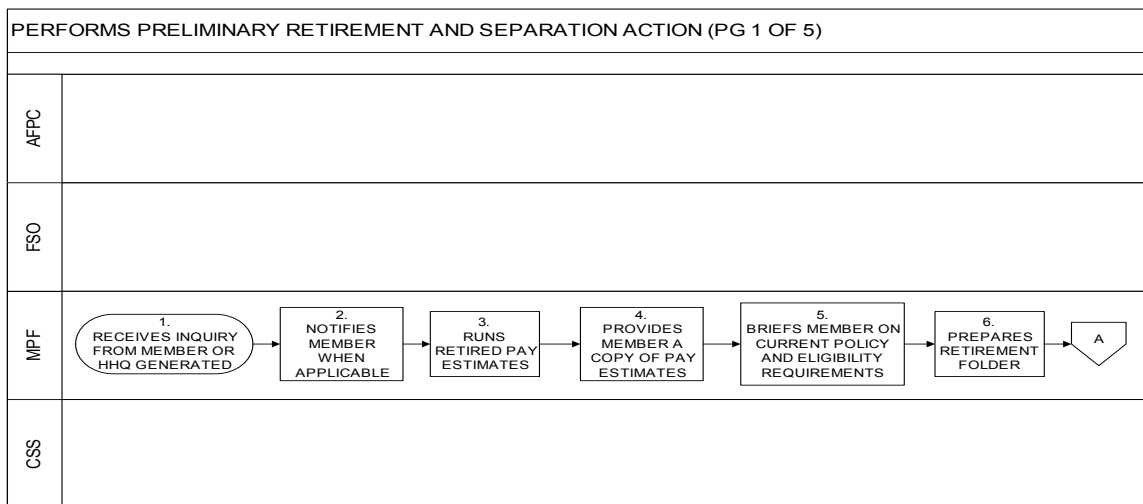 PERFORMS PRELIMINARY RETIREMENT AND SEPARATION ACTION (PG 1 OF 5)
AFPC
FSO
MPF
1.
RECEIVES INQUIRY
FROM MEMBER OR
HHQ GENERATED
2.
NOTIFIES
MEMBER
WHEN
APPLICABLE
3.
RUNS
RETIRED PAY
ESTIMATES
4.
PROVIDES
MEMBER A
COPY OF PAY
ESTIMATES
5.
BRIEFS MEMBER ON
CURRENT POLICY
AND ELIGIBILITY
REQUIREMENTS
6.
PREPARES
RETIREMENT
FOLDER
A
CSS